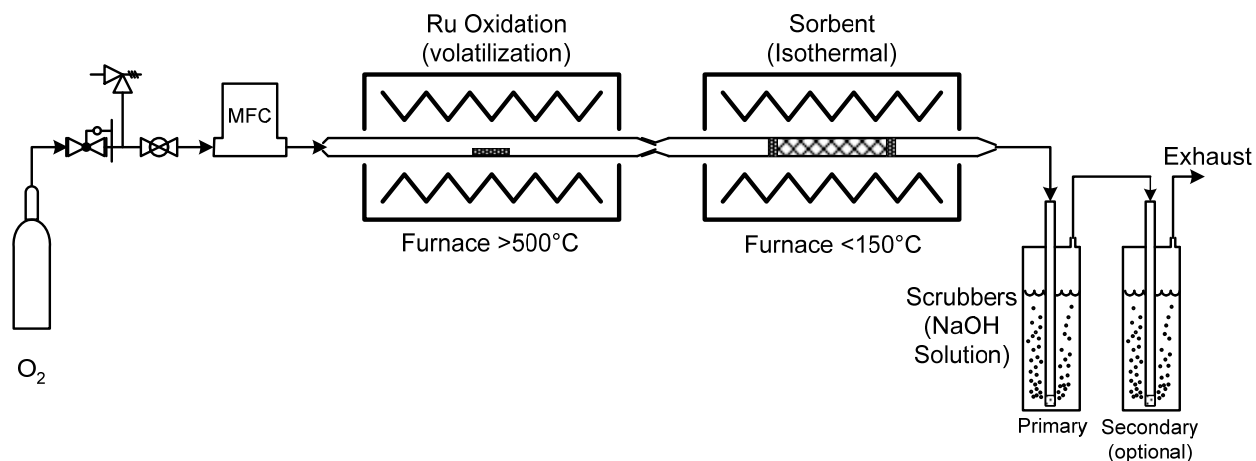 Ru Oxidation
(volatilization)
Sorbent
(Isothermal)
MFC
Exhaust
Furnace >500°C
Furnace <150°C
Scrubbers
(NaOH
Solution)
O₂
Primary
Secondary
(optional)